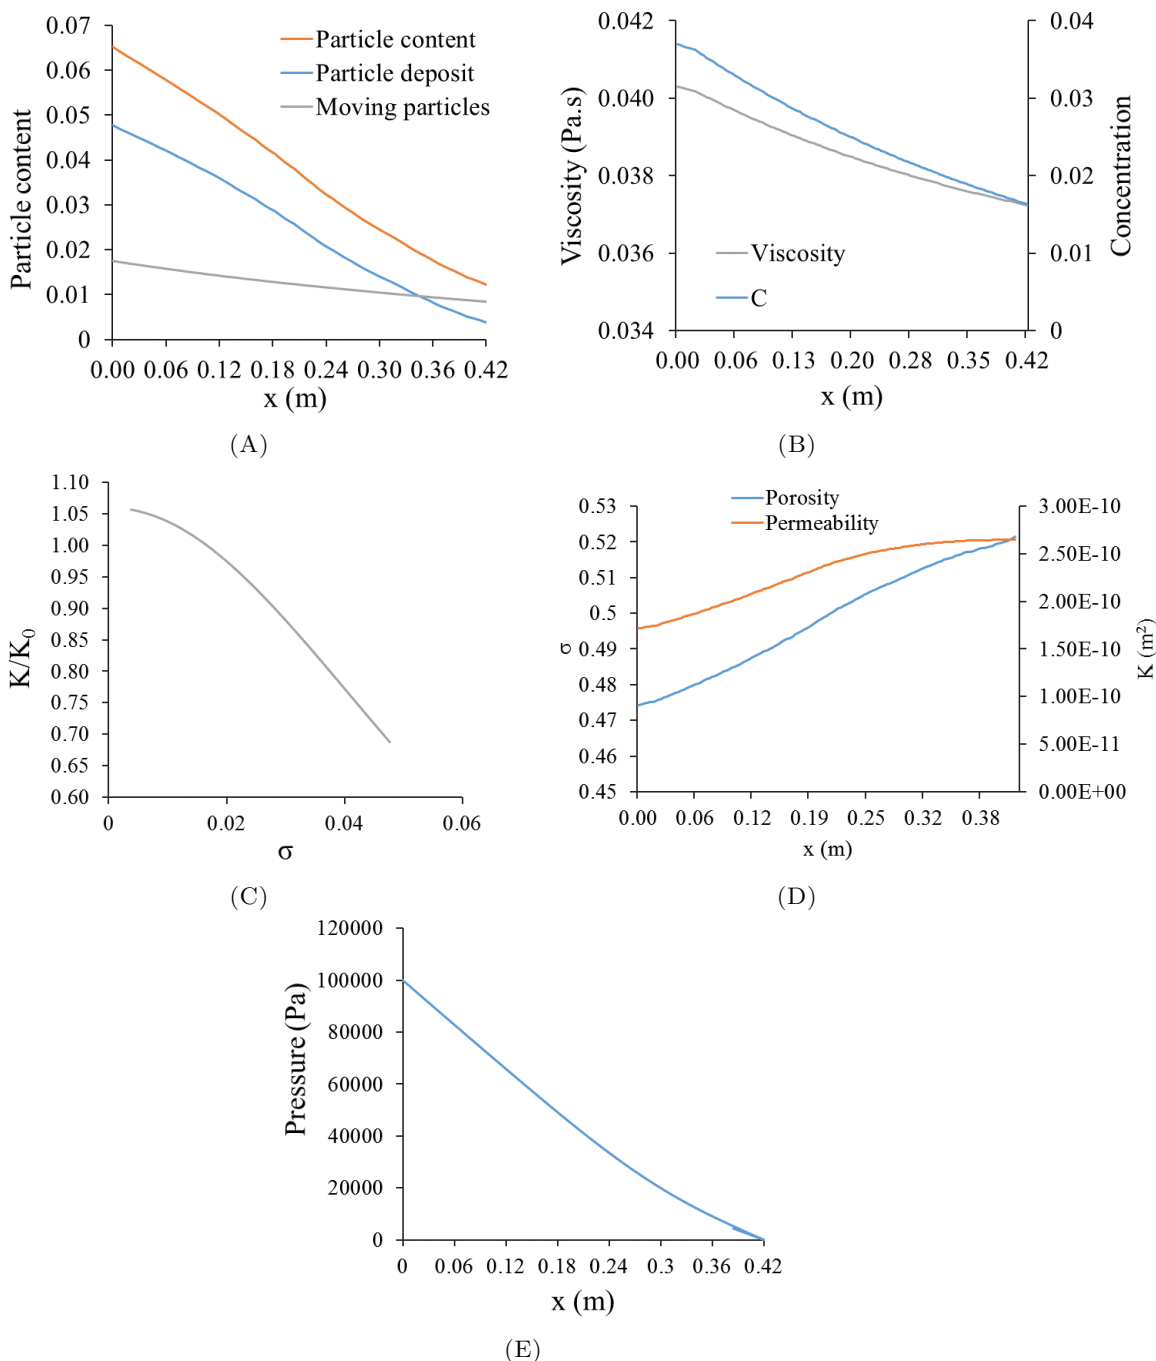 0.07
0.06
0.05
0.04
0.03
0.02
0.01
0
Particle content
Particle content
Particle deposit
Moving particles
0.00 0.06 0.12 0.18 0.24 0.30 0.36 0.42
x (m)
(A)
0.042
0.040
0.038
0.036
0.034
Viscosity (Pa.s)
Viscosity
C
0.04
0.03
0.02
0.01
0
Concentration
0.00 0.06 0.13 0.20 0.28 0.35 0.42
x (m)
(B)
1.10
1.05
1.00
0.95
0.90
0.85
0.80
0.75
0.70
0.65
0.60
K/K₀
0 0.02 0.04 0.06
σ
(C)
Porosity
Permeability
0.53
0.52
0.51
0.5
0.49
0.48
0.47
0.46
0.45
σ
3.00E-10
2.50E-10
2.00E-10
1.50E-10
1.00E-10
5.00E-11
0.00E+00
K (m²)
0.00 0.06 0.12 0.19 0.25 0.32 0.38
x (m)
(D)
120000
100000
80000
60000
40000
20000
0
Pressure (Pa)
0 0.06 0.12 0.18 0.24 0.3 0.36 0.42
x (m)
(E)